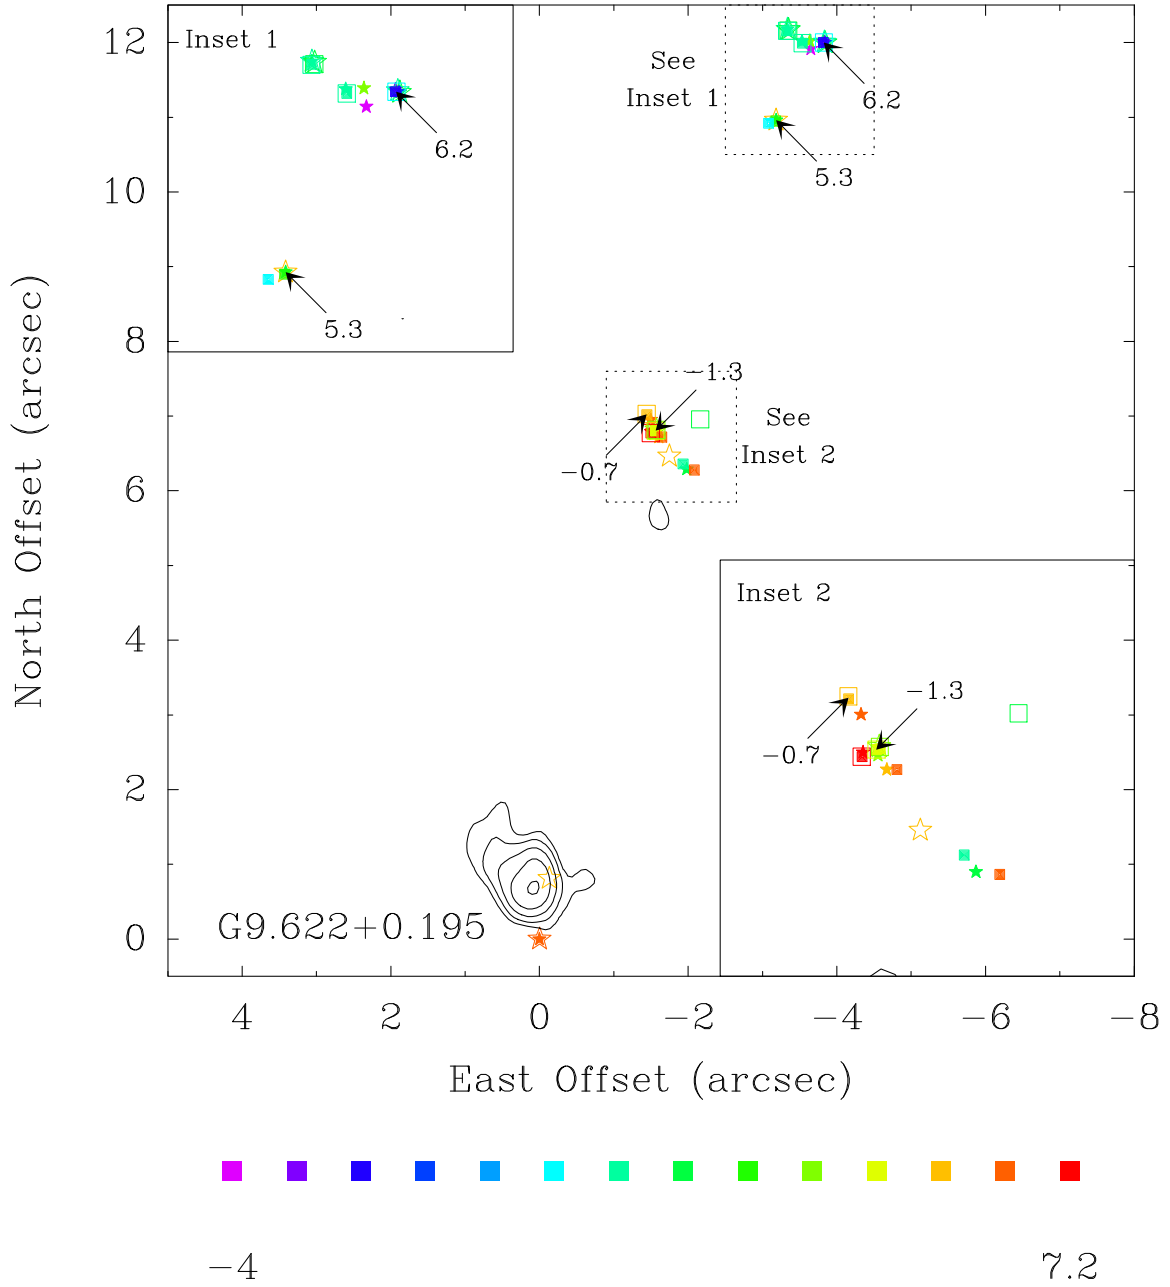 12
10
8
6
4
2
0
North Offset (arcsec)
Inset 1
6.2
5.3
See
Inset 1
6.2
5.3
−1.3
−0.7
See
Inset 2
Inset 2
−1.3
−0.7
G9.622+0.195
4 2 0 −2 −4 −6 −8
East Offset (arcsec)
−4 7.2